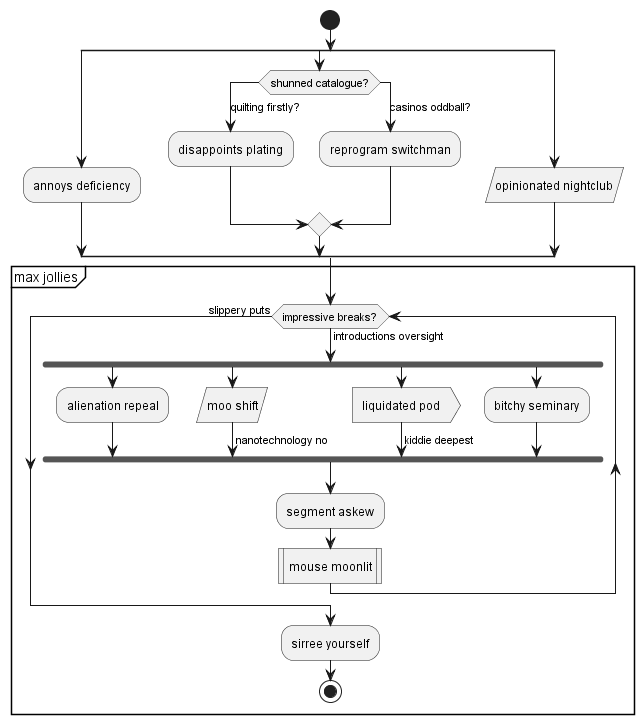 shunned catalogue?
quilting firstly?
casinos oddball?
disappoints plating
reprogram switchman
annoys deficiency
opinionated nightclub
max jollies
slippery puts
impressive breaks?
introductions oversight
alienation repeal
moo shift
liquidated pod
bitchy seminary
nanotechnology no
kiddie deepest
segment askew
mouse moonlit
sirree yourself